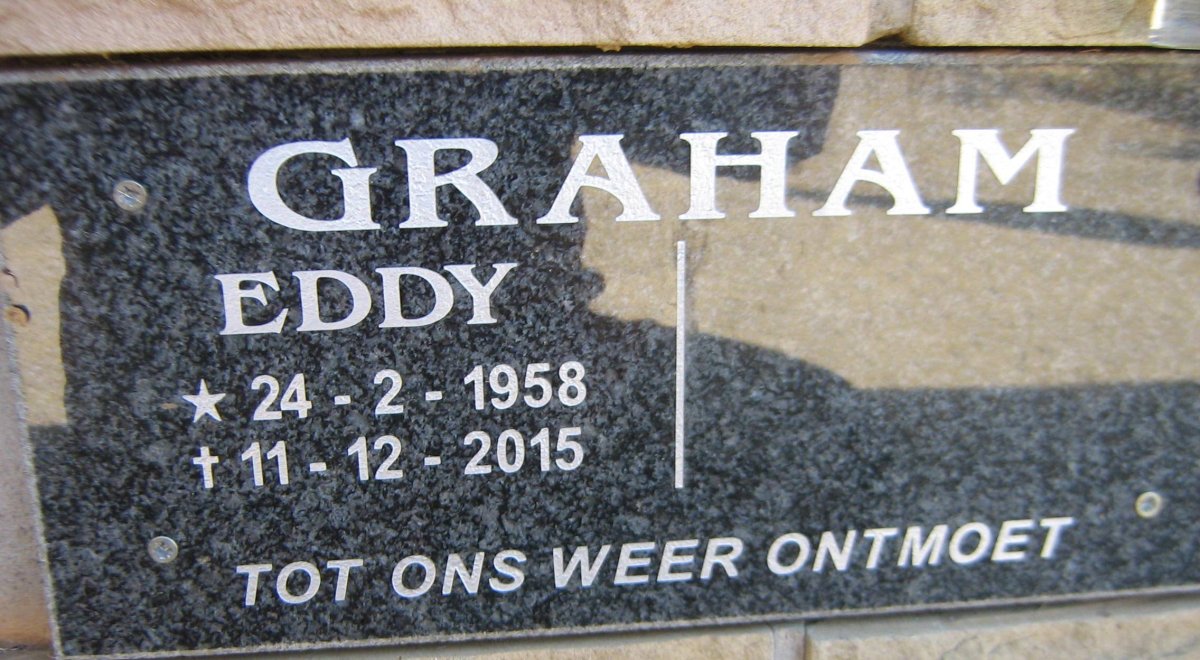 GRAHAM
EDDY
★ 24 - 2 - 1958
✝ 11 - 12 - 2015
TOT ONS WEER ONTMOET